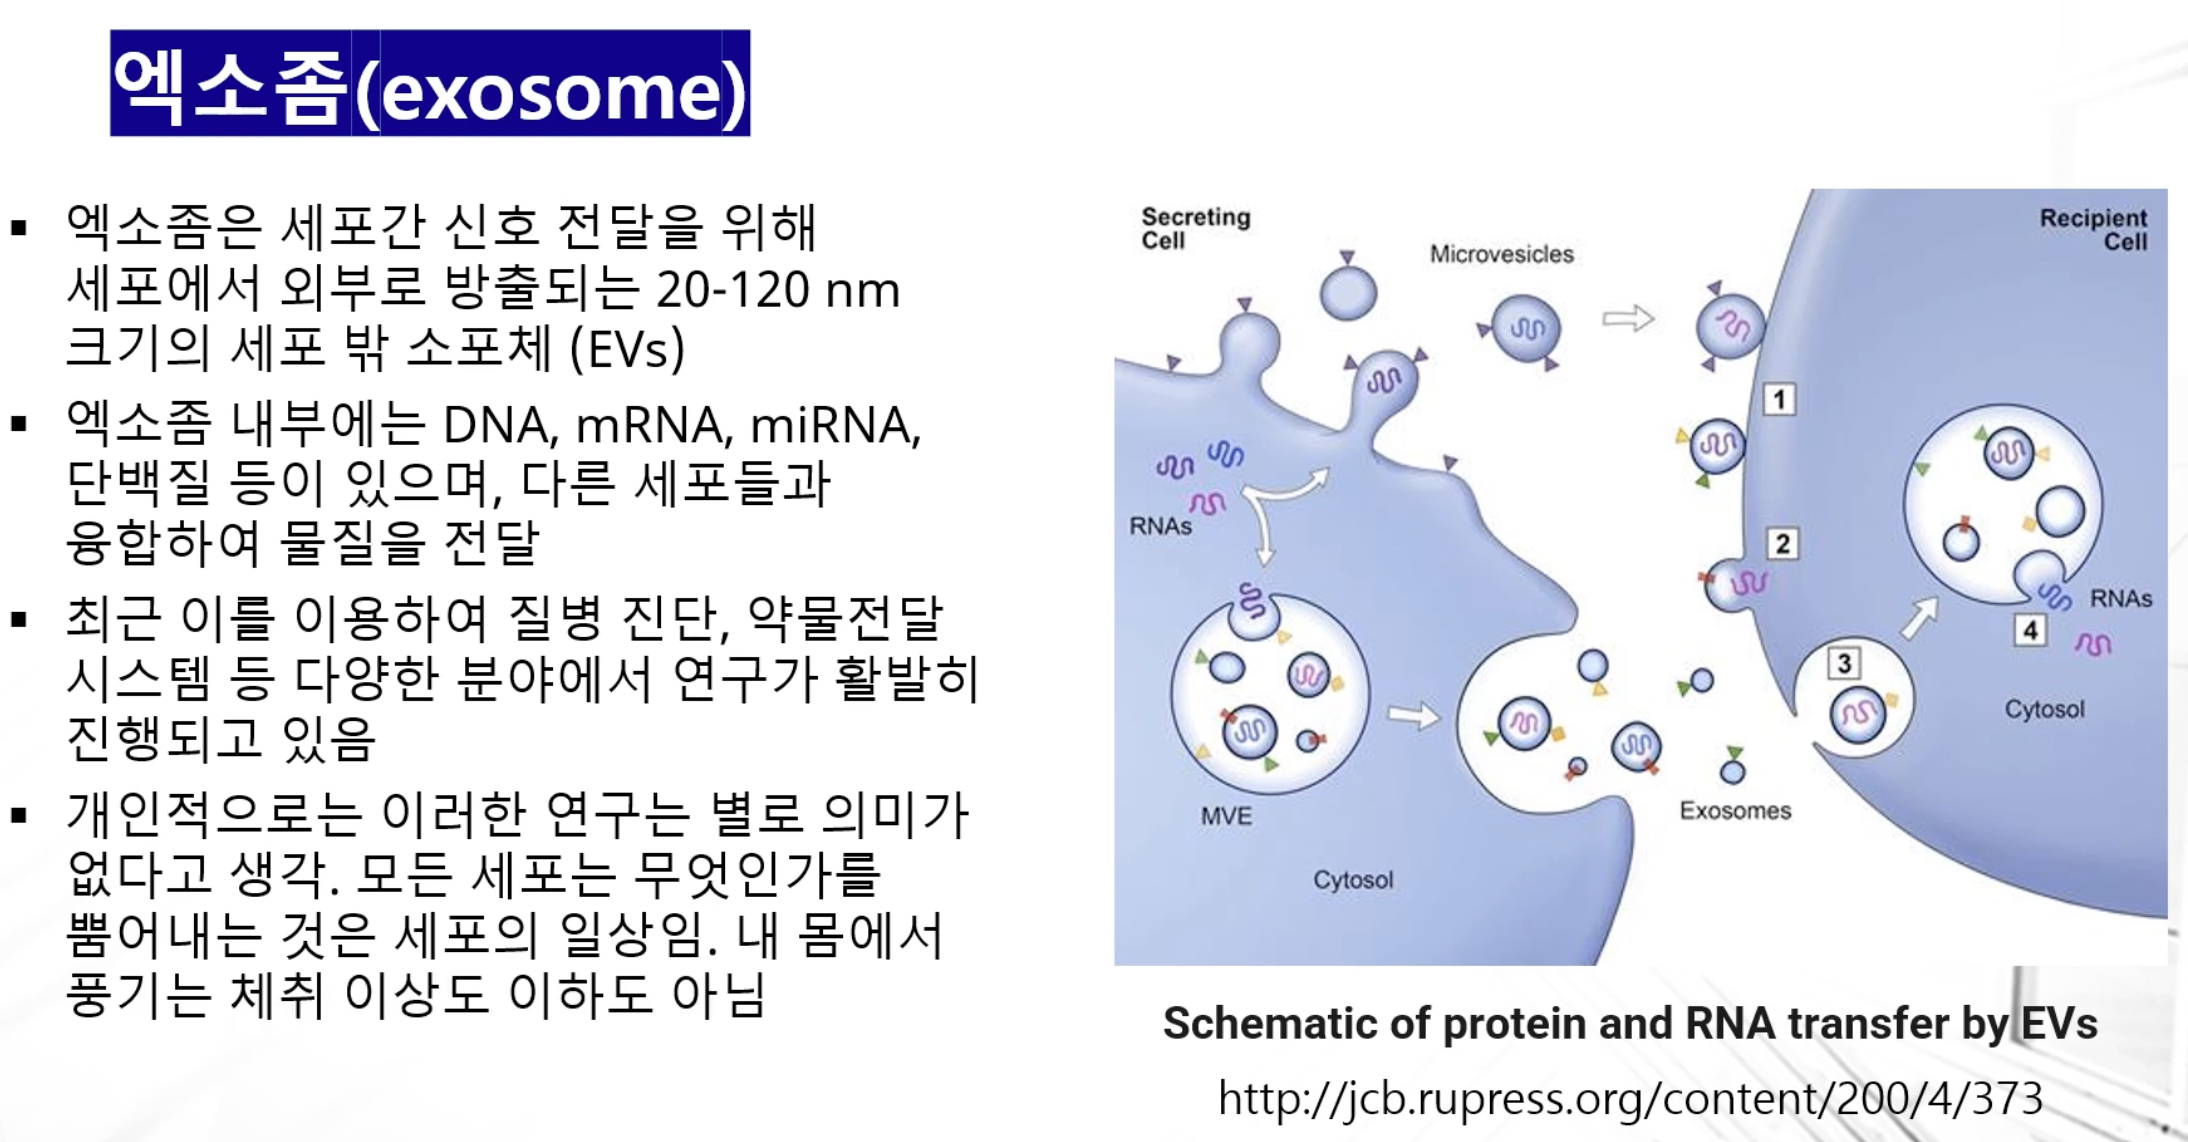 엑소좀(exosome)
▪ 엑소좀은 세포간 신호 전달을 위해
세포에서 외부로 방출되는 20-120 nm
크기의 세포 밖 소포체 (EVs)
▪ 엑소좀 내부에는 DNA, mRNA, miRNA,
단백질 등이 있으며, 다른 세포들과
융합하여 물질을 전달
▪ 최근 이를 이용하여 질병 진단, 약물전달
시스템 등 다양한 분야에서 연구가 활발히
진행되고 있음
▪ 개인적으로는 이러한 연구는 별로 의미가
없다고 생각. 모든 세포는 무엇인가를
뿜어내는 것은 세포의 일상임. 내 몸에서
풍기는 체취 이상도 이하도 아님
Secreting
Cell
Microvesicles
Recipient
Cell
1
RNAs
2
RNAs
4
3
Cytosol
MVE
Exosomes
Cytosol
Schematic of protein and RNA transfer by EVs
http://jcb.rupress.org/content/200/4/373